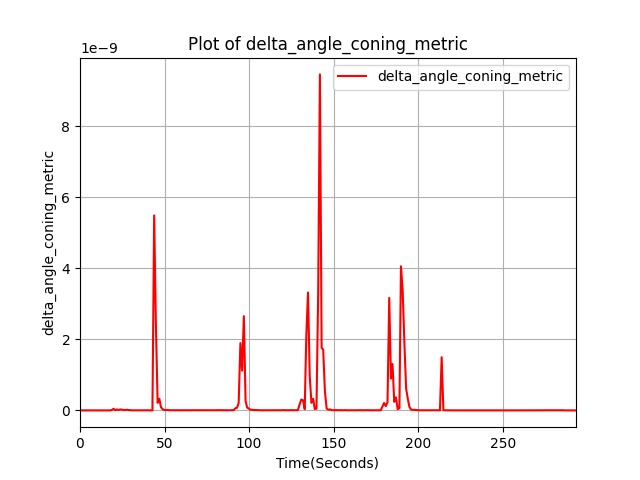 Plot of delta_angle_coning_metric
1e−9
delta_angle_coning_metric
8
6
4
2
0
delta_angle_coning_metric
0 50 100 150 200 250
Time(Seconds)